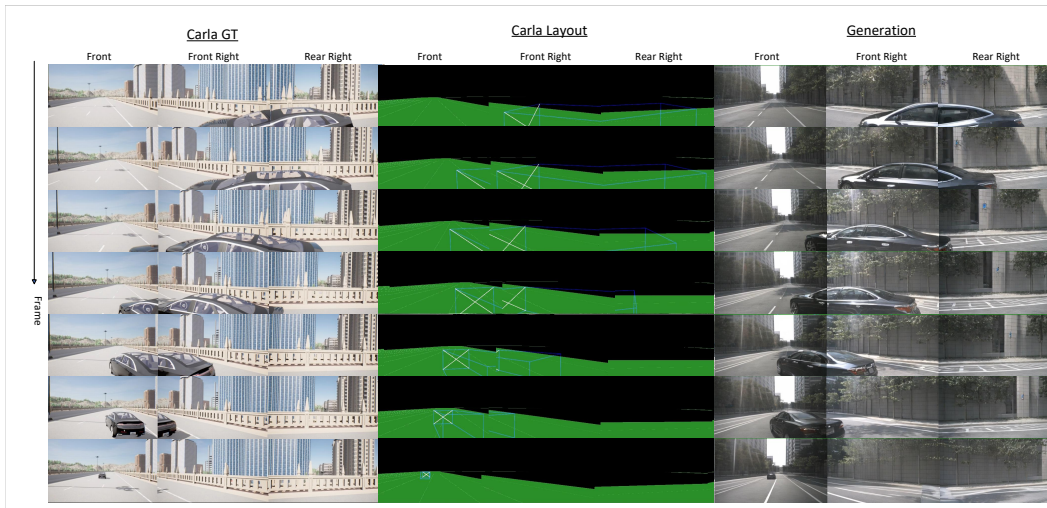 Carla GT
Carla Layout
Generation
Front
Front Right
Rear Right
Front
Front Right
Rear Right
Front
Front Right
Rear Right
Frame